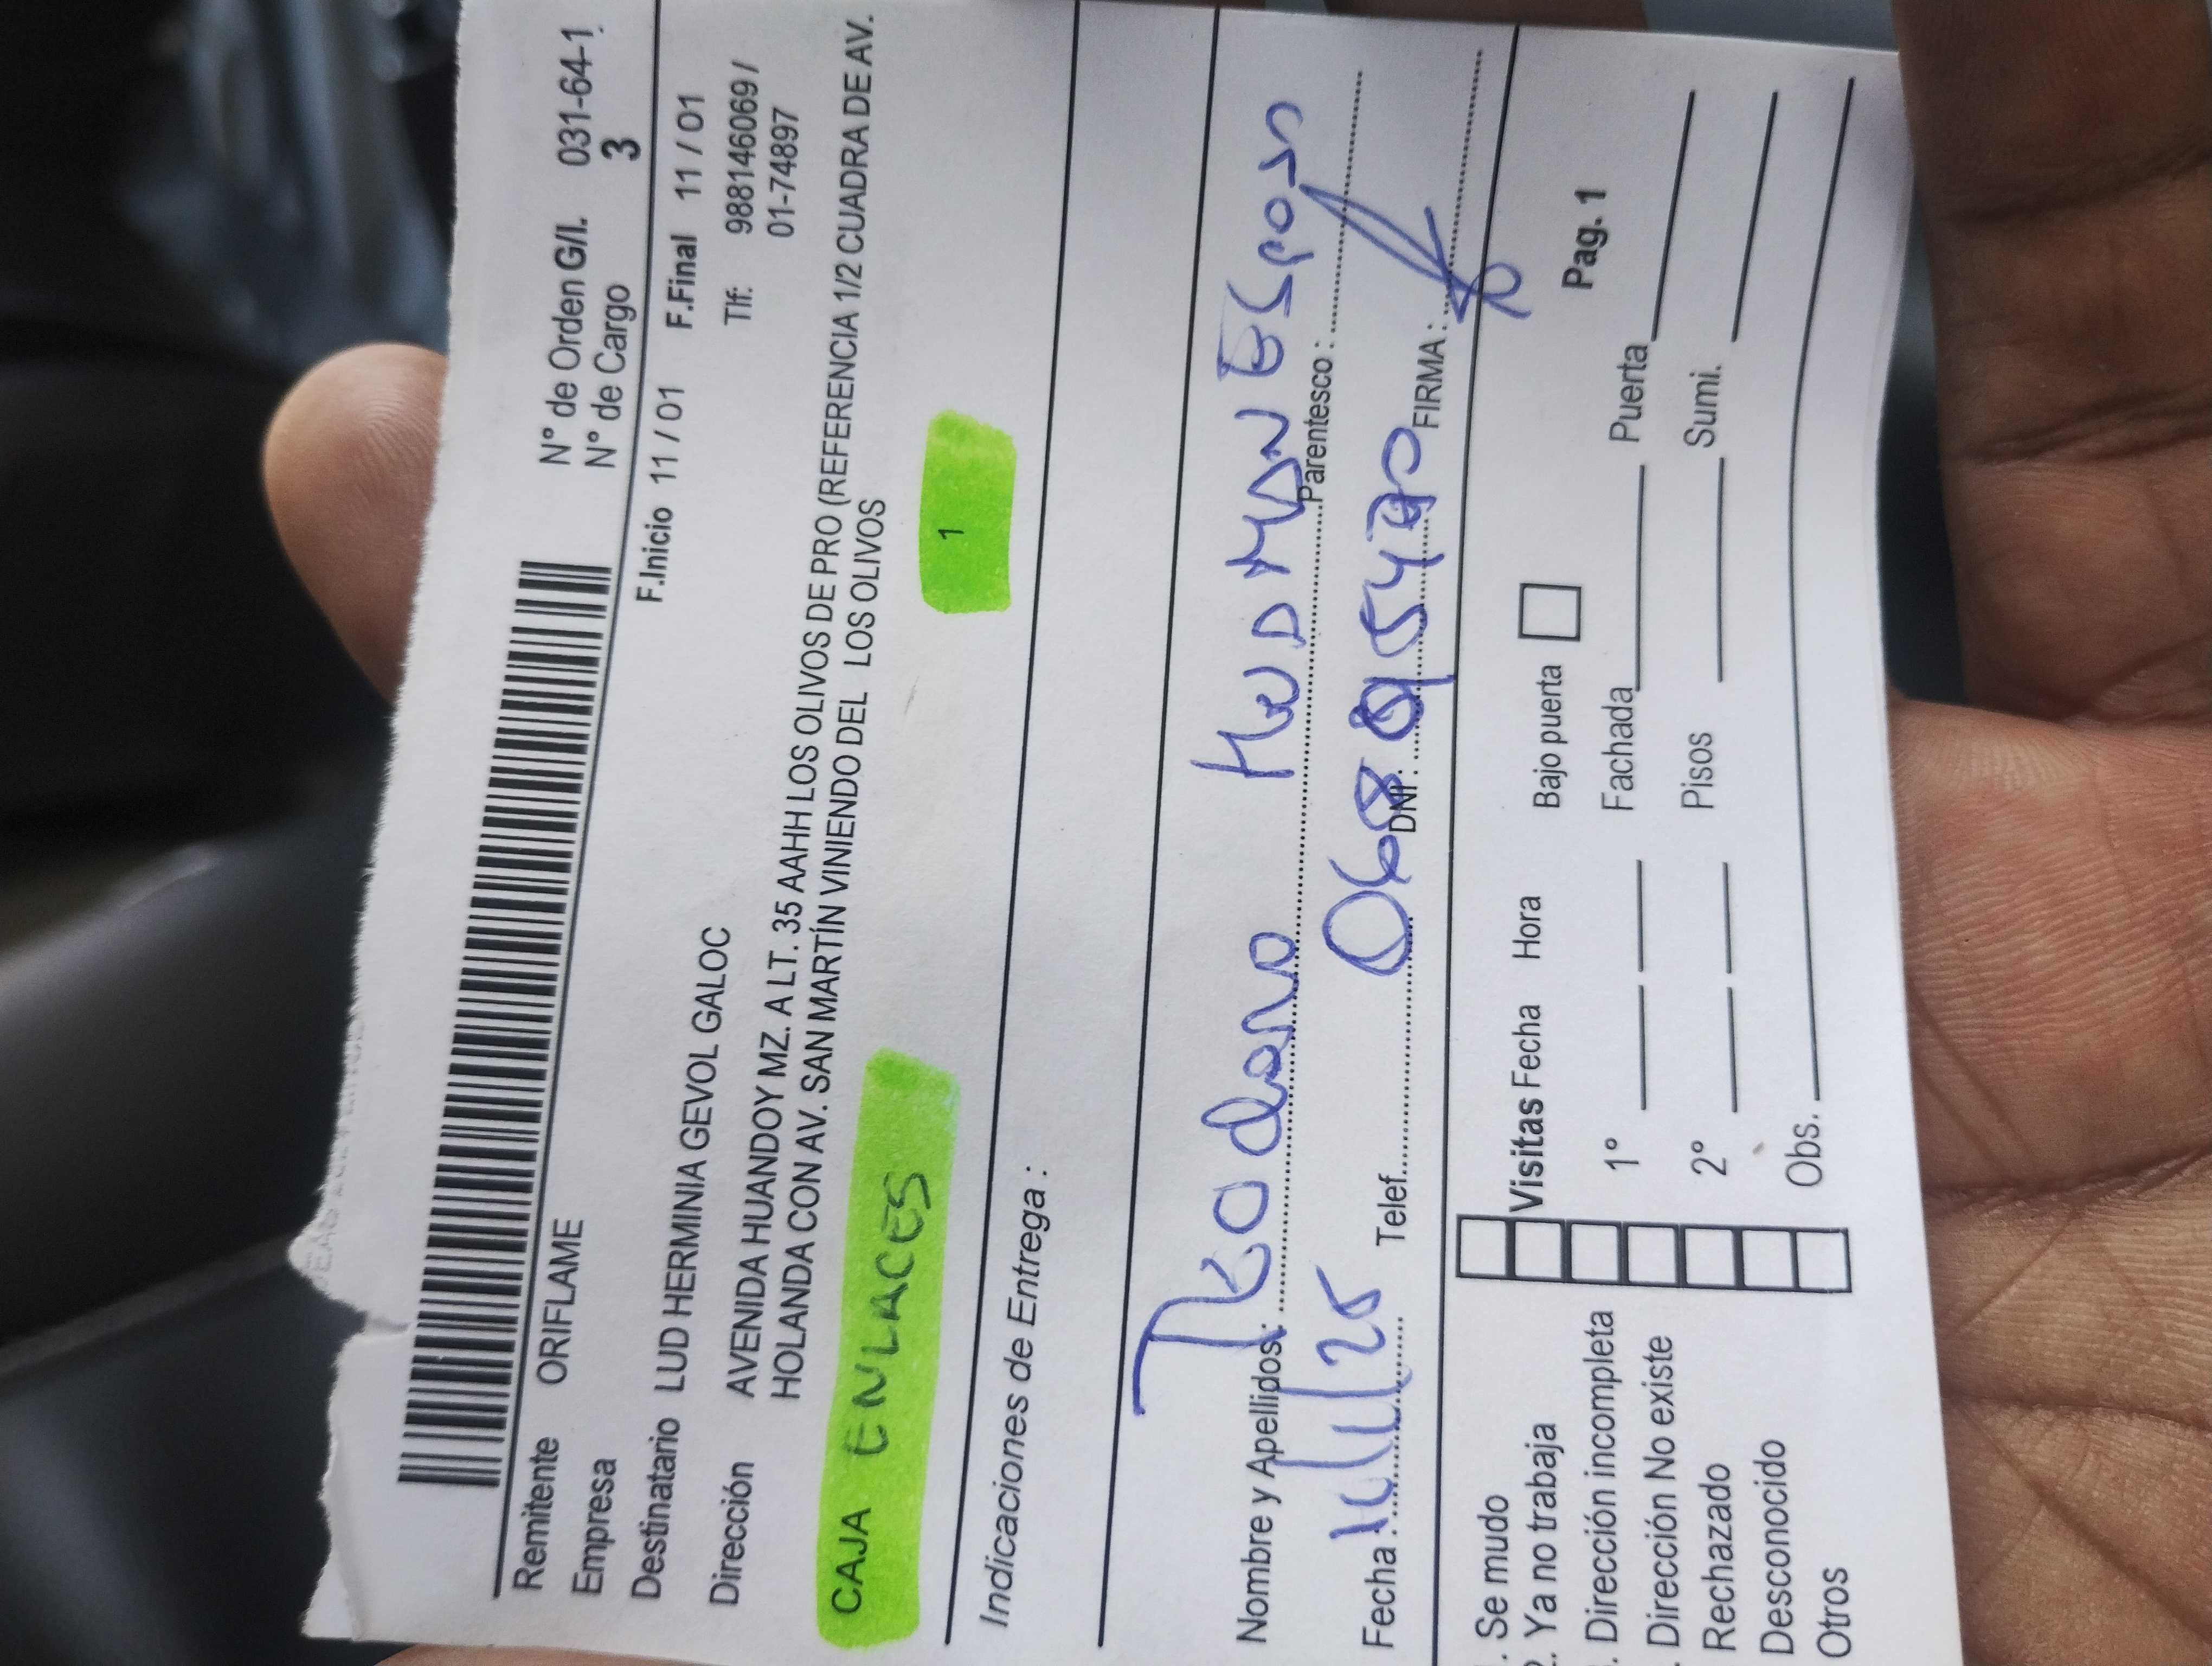 Remitente ORIFLAME N° de Orden G/I. 031-64-1
Empresa N° de Cargo 3
Destinatario LUD HERMINIA GEVOL GALOC F.Inicio 11 / 01 F.Final 11 / 01
Dirección AVENIDA HUANDOY MZ. A LT. 35 AAHH LOS OLIVOS DE PRO (REFERENCIA 1/2 CUADRA DE AV.
HOLANDA CON AV. SAN MARTÍN VINIENDO DEL LOS OLIVOS
Tlf: 988146069 /
01-74897
CAJA ENLACES 1
Indicaciones de Entrega :
Nombre y Apellidos: Teodoro Huaman Parentesco : Esposo
Fecha : Telef. DNI : FIRMA :
. Se mudo
2. Ya no trabaja
. Dirección incompleta
. Dirección No existe
. Rechazado
Desconocido
Otros
Visitas Fecha Hora Bajo puerta Pag. 1
1° Fachada Puerta
2° Pisos Sumi.
Obs.